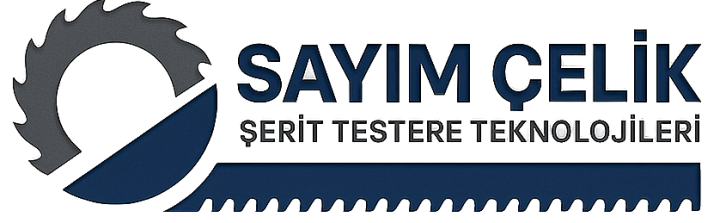 SAYIM ÇELİK
ŞERİT TESTERE TEKNOLOJİLERİ